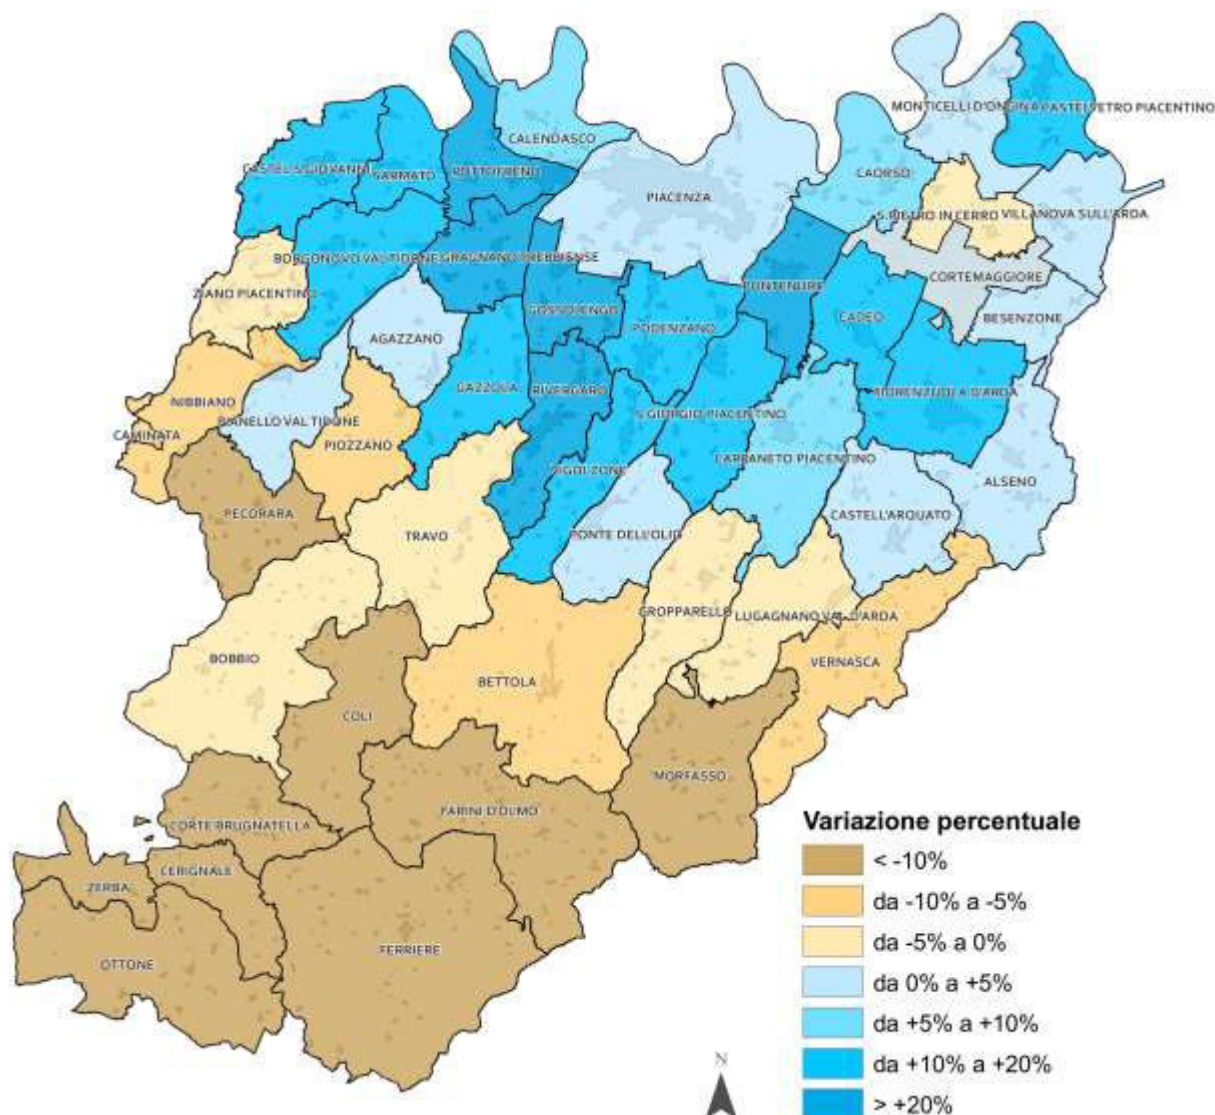 MONTICELLI D'ONGINA
CASTELVETRO PIACENTINO
CALENDASCO
CASTEL S.GIOVANNI
SARMATO
ROTTOFRENO
CAORSO
PIACENZA
S.PIETRO IN CERRO
VILLANOVA SULL'ARDA
BORGONOVO VAL TIDONE
GRAGNANO TREBBIENSE
CORTEMAGGIORE
ZIANO PIACENTINO
PONTENURE
GOSSOLENGO
PODENZANO
CADEO
BESENZONE
AGAZZANO
GAZZOLA
RIVERGARO
FIORENZUOLA D'ARDA
NIBBIANO
PIANELLO VAL TIDONE
S.GIORGIO PIACENTINO
CAMINATA
PIOZZANO
CARPANETO PIACENTINO
VIGOLZONE
ALSENO
PECORARA
CASTELL'ARQUATO
TRAVO
PONTE DELL'OLIO
GROPPARELLO
LUGAGNANO VAL D'ARDA
BOBBIO
VERNASCA
BETTOLA
COLI
MORFASSO
FARINI D'OLMO
CORTE BRUGNATELLA
CERIGNALE
ZERBA
FERRIERE
OTTONE
Variazione percentuale
< -10%
da -10% a -5%
da -5% a 0%
da 0% a +5%
da +5% a +10%
da +10% a +20%
> +20%
N